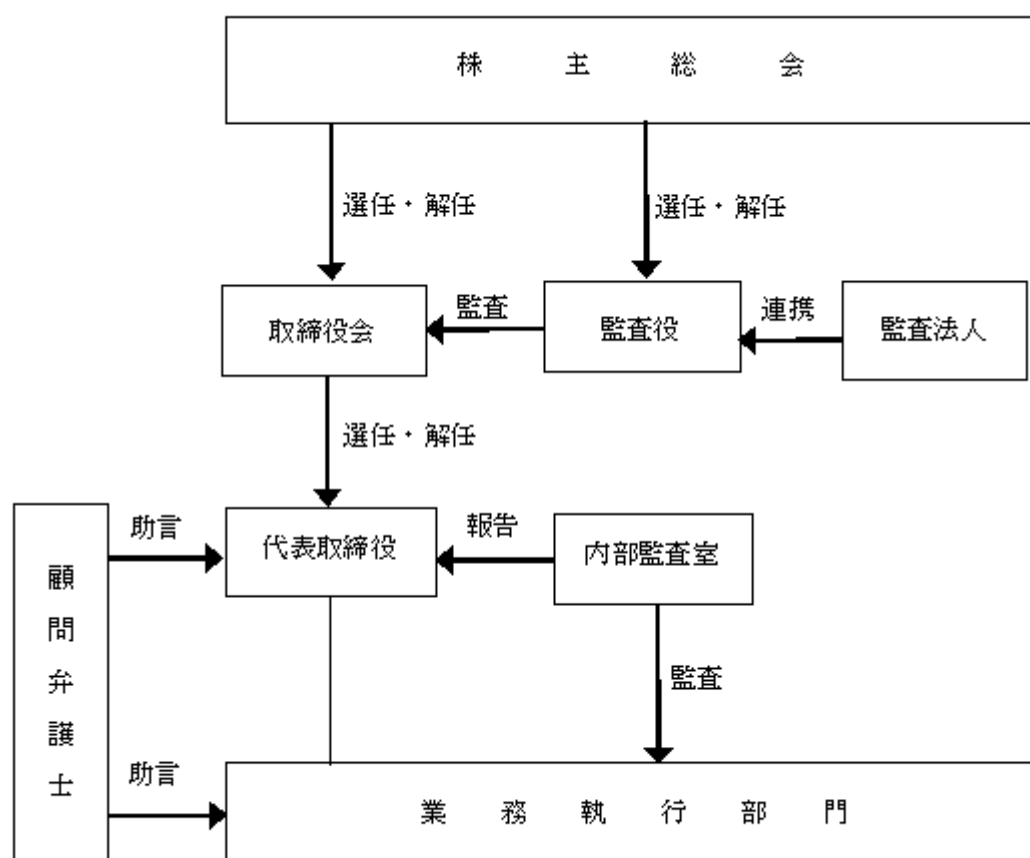 株主総会
選任・解任
選任・解任
取締役会
監査
監査役
連携
監査法人
選任・解任
顧問弁護士
助言
代表取締役
報告
内部監査室
監査
助言
業務執行部門